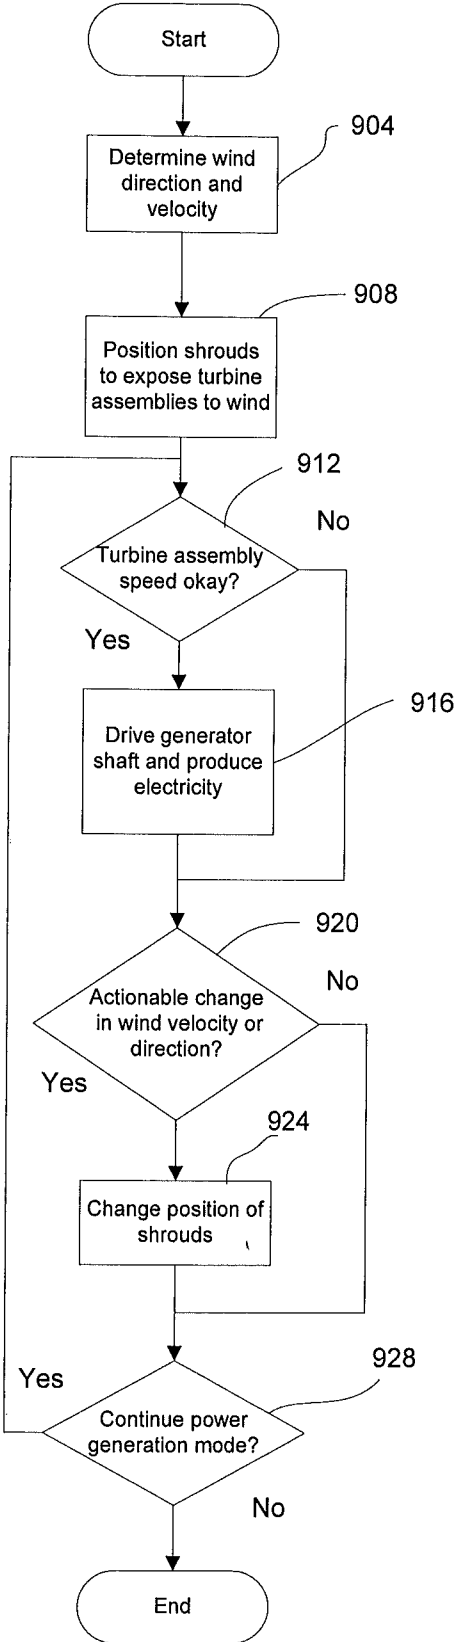 Start
904
Determine wind
direction and
velocity
908
Position shrouds
to expose turbine
assemblies to wind
912
No
Turbine assembly
speed okay?
Yes
916
Drive generator
shaft and produce
electricity
920
No
Actionable change
in wind velocity or
direction?
Yes
924
Change position of
shrouds
928
Yes
Continue power
generation mode?
No
End